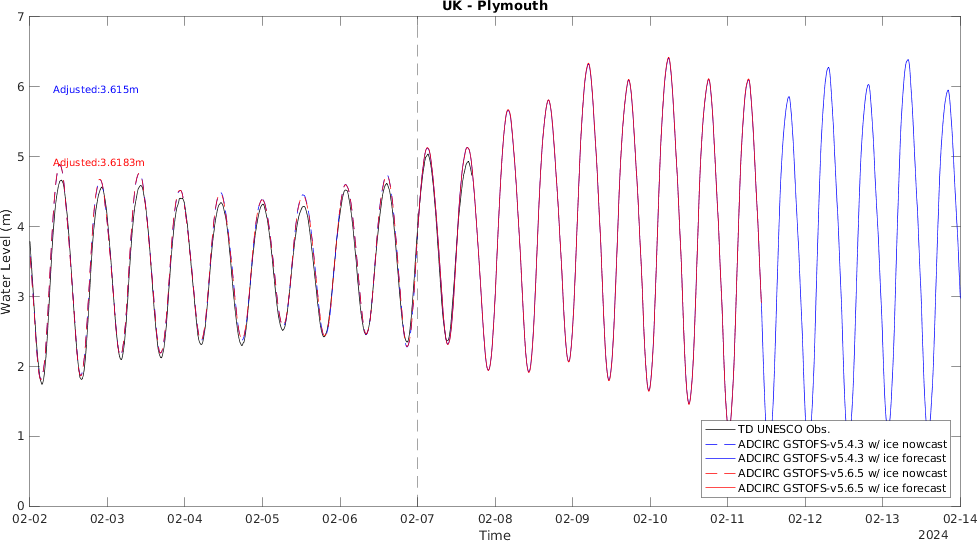 UK - Plymouth
7
6
5
4
3
2
1
0
Water Level (m)
Adjusted:3.615m
Adjusted:3.6183m
TD UNESCO Obs.
ADCIRC GSTOFS-v5.4.3 w/ ice nowcast
ADCIRC GSTOFS-v5.4.3 w/ ice forecast
ADCIRC GSTOFS-v5.6.5 w/ ice nowcast
ADCIRC GSTOFS-v5.6.5 w/ ice forecast
02-02 02-03 02-04 02-05 02-06 02-07 02-08 02-09 02-10 02-11 02-12 02-13 02-14
Time
2024